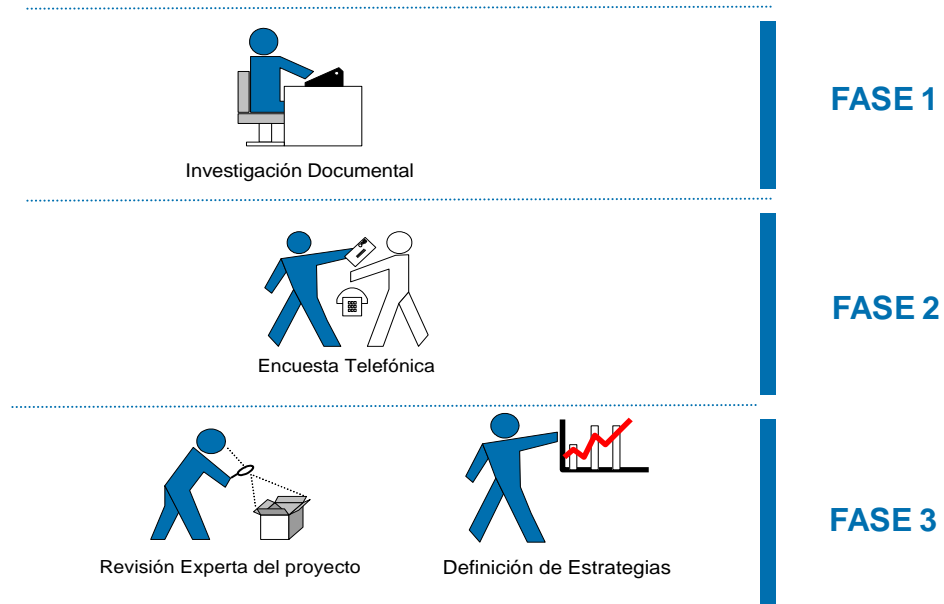 FASE 1
Investigación Documental
FASE 2
Encuesta Telefónica
FASE 3
Revisión Experta del proyecto
Definición de Estrategias